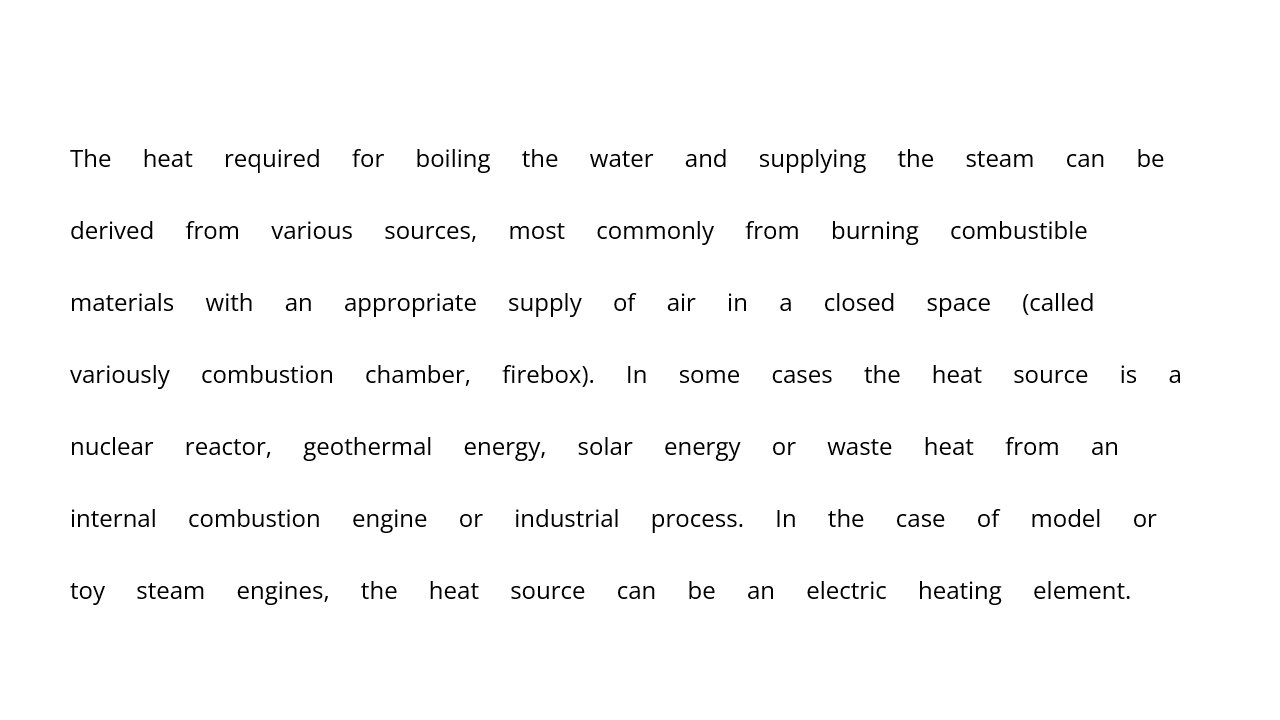 The heat required for boiling the water and supplying the steam can be
derived from various sources, most commonly from burning combustible
materials with an appropriate supply of air in a closed space (called
variously combustion chamber, firebox). In some cases the heat source is a
nuclear reactor, geothermal energy, solar energy or waste heat from an
internal combustion engine or industrial process. In the case of model or
toy steam engines, the heat source can be an electric heating element.